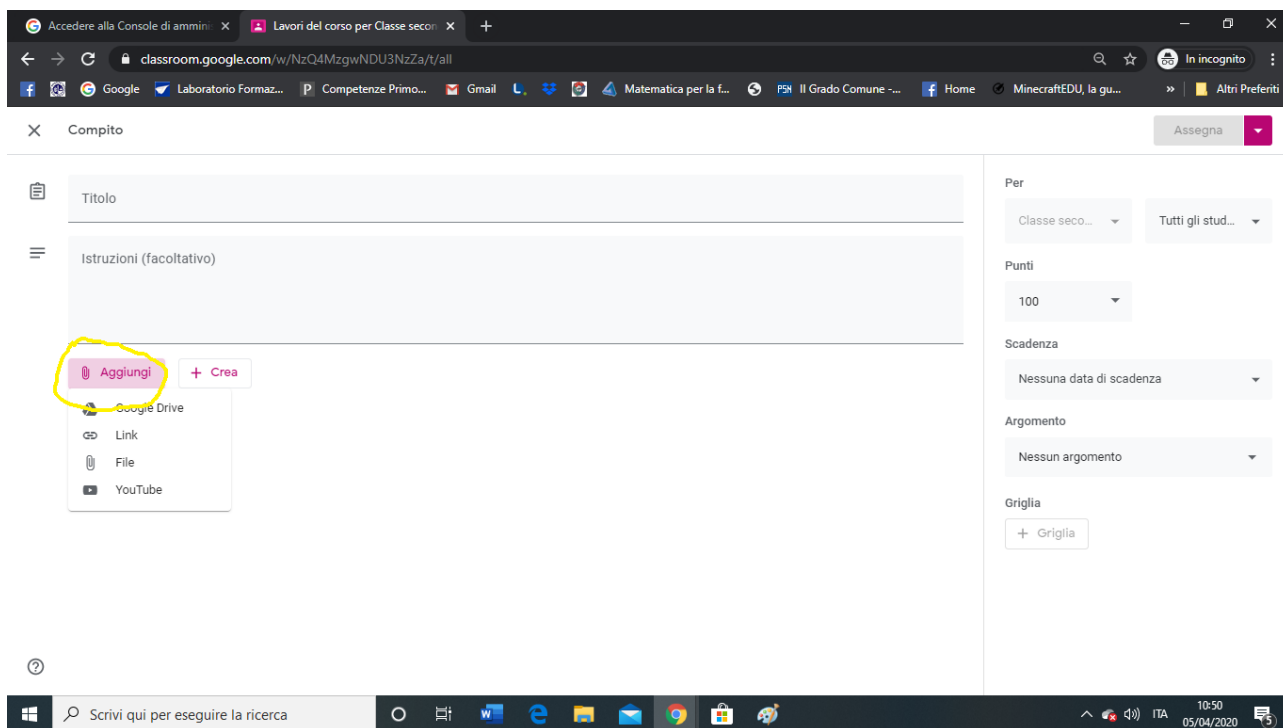 Accedere alla Console di ammini
Lavori del corso per Classe secon
classroom.google.com/w/NzQ4MzgwNDU3NzZa/t/all
In incognito
Google
Laboratorio Formaz...
Competenze Primo...
Gmail
Matematica per la f...
PSN II Grado Comune -...
Home
MinecraftEDU, la gu...
»
Altri Preferiti
Compito
Assegna
Titolo
Istruzioni (facoltativo)
Aggiungi
+ Crea
Google Drive
Link
File
YouTube
Per
Classe seco...
Tutti gli stud...
Punti
100
Scadenza
Nessuna data di scadenza
Argomento
Nessun argomento
Griglia
+ Griglia
Scrivi qui per eseguire la ricerca
ITA
10:50
05/04/2020